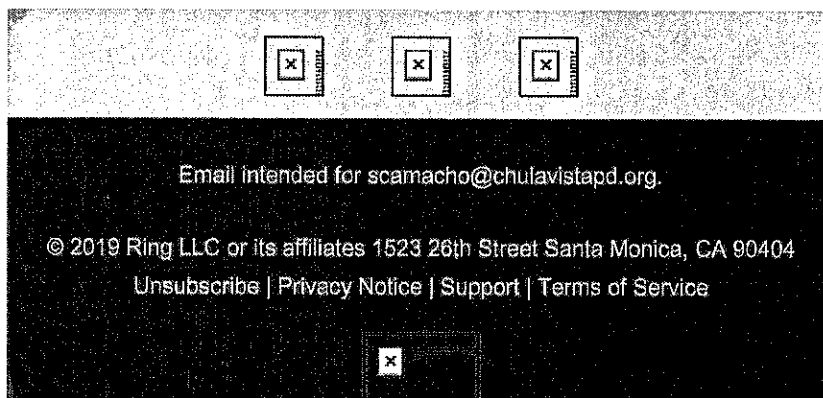 Email intended for scamacho@chulavistapd.org.
© 2019 Ring LLC or its affiliates 1523 26th Street Santa Monica, CA 90404
Unsubscribe | Privacy Notice | Support | Terms of Service